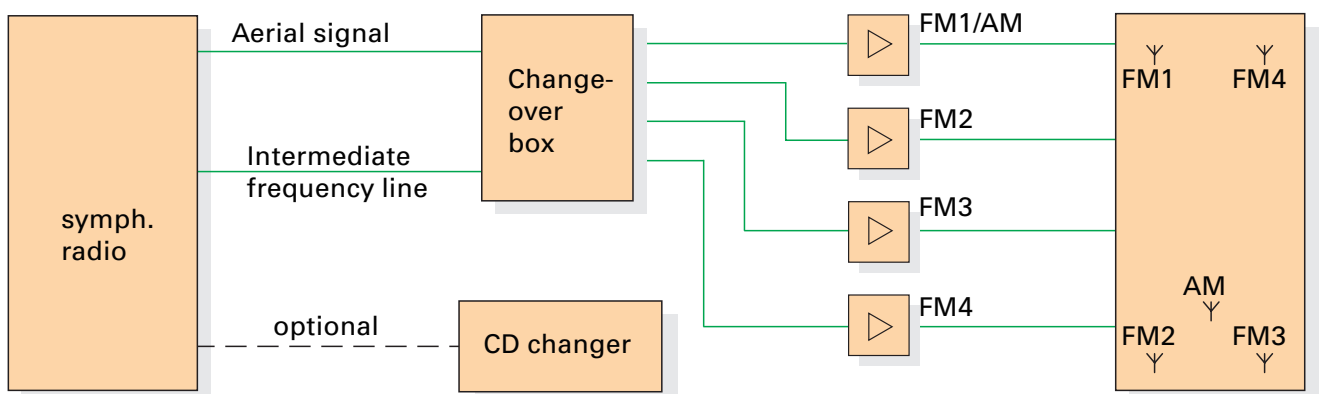 symph.
radio
Aerial signal
Intermediate
frequency line
optional
Change-
over
box
CD changer
FM1/AM
FM2
FM3
FM4
FM1
FM4
AM
FM2
FM3